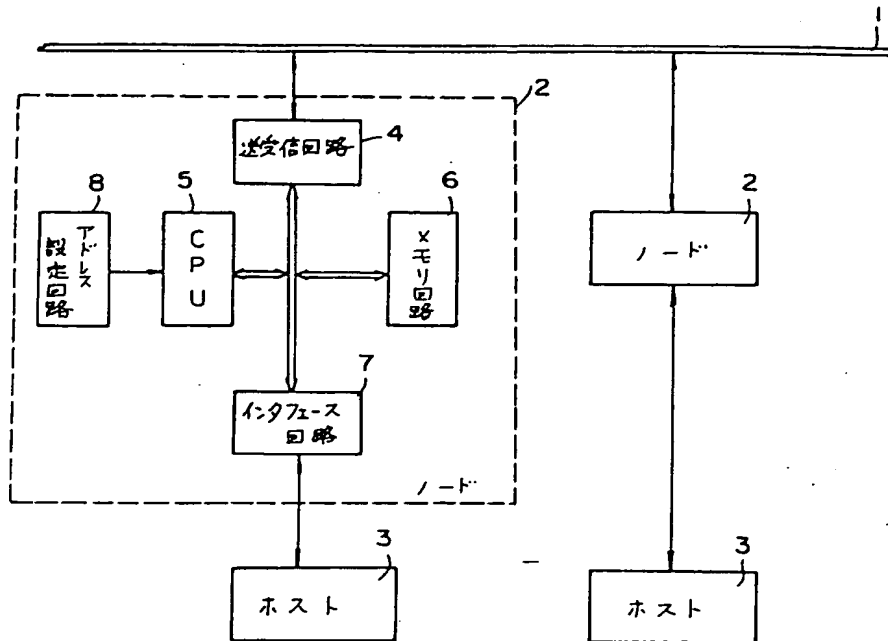 1
2
送受信回路
4
8
アドレス
設定回路
5
CPU
6
メモリ回路
2
ノード
7
インタフェース
回路
ノード
3
ホスト
3
ホスト